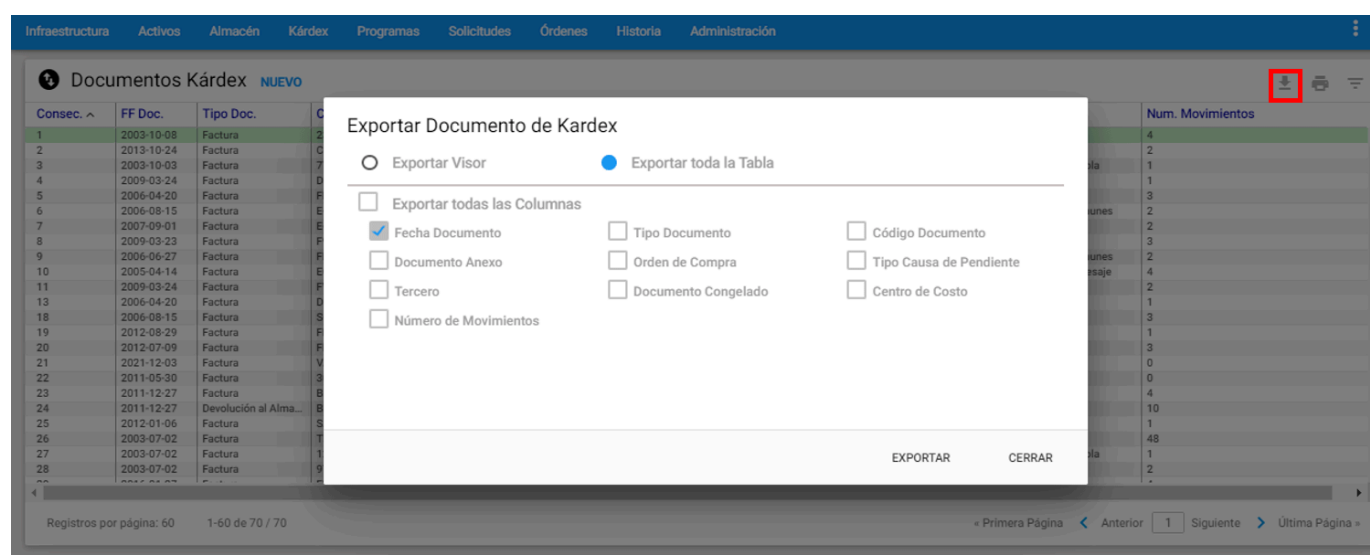 Infraestructura Activos Almacén Kárdex Programas Solicitudes Órdenes Historia Administración
Documentos Kárdex NUEVO
Consec. FF Doc. Tipo Doc. Num. Movimientos
Exportar Documento de Kardex
Exportar Visor Exportar toda la Tabla
Exportar todas las Columnas
Fecha Documento Tipo Documento Código Documento
Documento Anexo Orden de Compra Tipo Causa de Pendiente
Tercero Documento Congelado Centro de Costo
Número de Movimientos
EXPORTAR CERRAR
1 2003-10-08 Factura 2 4
2 2013-10-24 Factura C 2
3 2003-10-03 Factura 7 1
4 2009-03-24 Factura D 1
5 2006-04-20 Factura F 3
6 2006-08-15 Factura E 2
7 2007-09-01 Factura E 2
8 2009-03-23 Factura F 3
9 2006-06-27 Factura F 2
10 2005-04-14 Factura E 4
11 2009-03-24 Factura F 2
13 2006-04-20 Factura D 1
18 2006-08-15 Factura S 3
19 2012-08-29 Factura F 1
20 2012-07-09 Factura F 3
21 2021-12-03 Factura V 0
22 2011-05-30 Factura 3 0
23 2011-12-27 Factura B 4
24 2011-12-27 Devolución al Alma... B 10
25 2012-01-06 Factura S 1
26 2003-07-02 Factura T 48
27 2003-07-02 Factura 1 1
28 2003-07-02 Factura 9 2
Registros por página: 60 1-60 de 70 / 70 « Primera Página Anterior 1 Siguiente Última Página »